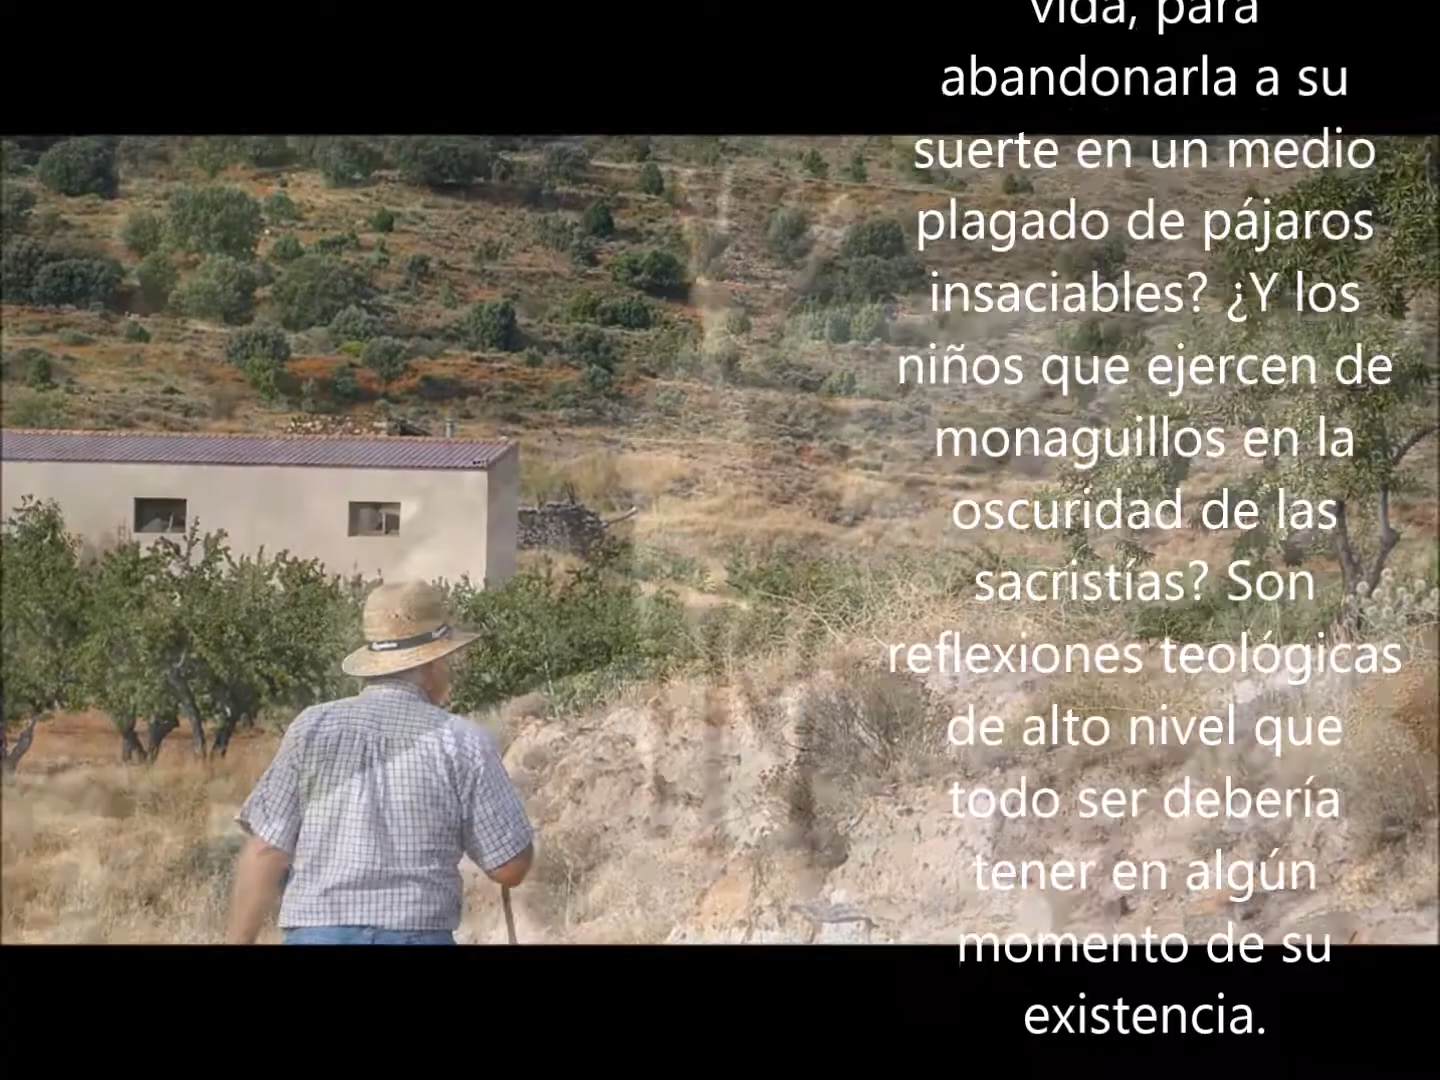 vida, para
abandonarla a su
suerte en un medio
plagado de pájaros
insaciables? ¿Y los
niños que ejercen de
monaguillos en la
oscuridad de las
sacristías? Son
reflexiones teológicas
de alto nivel que
todo ser debería
tener en algún
momento de su
existencia.